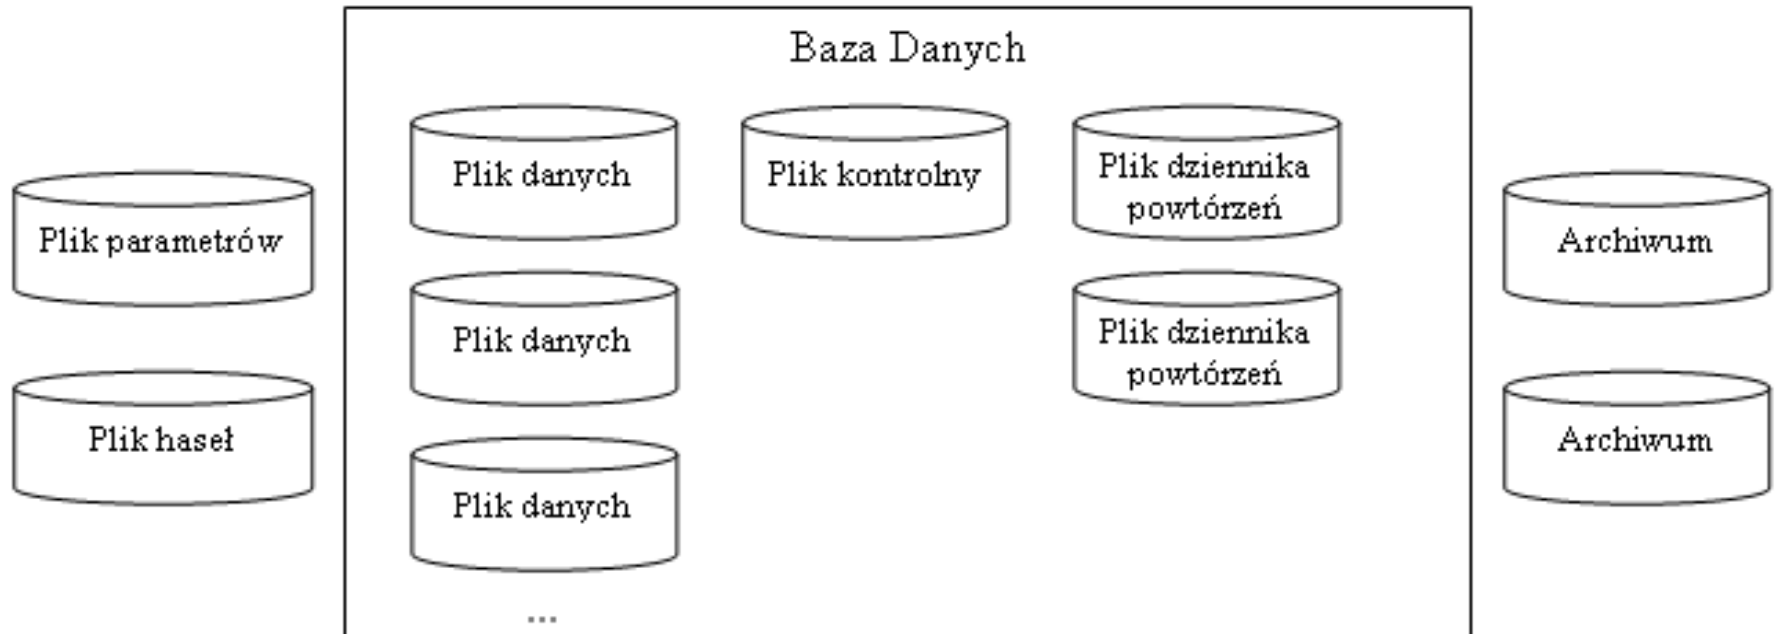 Baza Danych
Plik parametrów
Plik haseł
Plik danych
Plik danych
Plik danych
...
Plik kontrolny
Plik dziennika
powtórzeń
Plik dziennika
powtórzeń
Archiwum
Archiwum